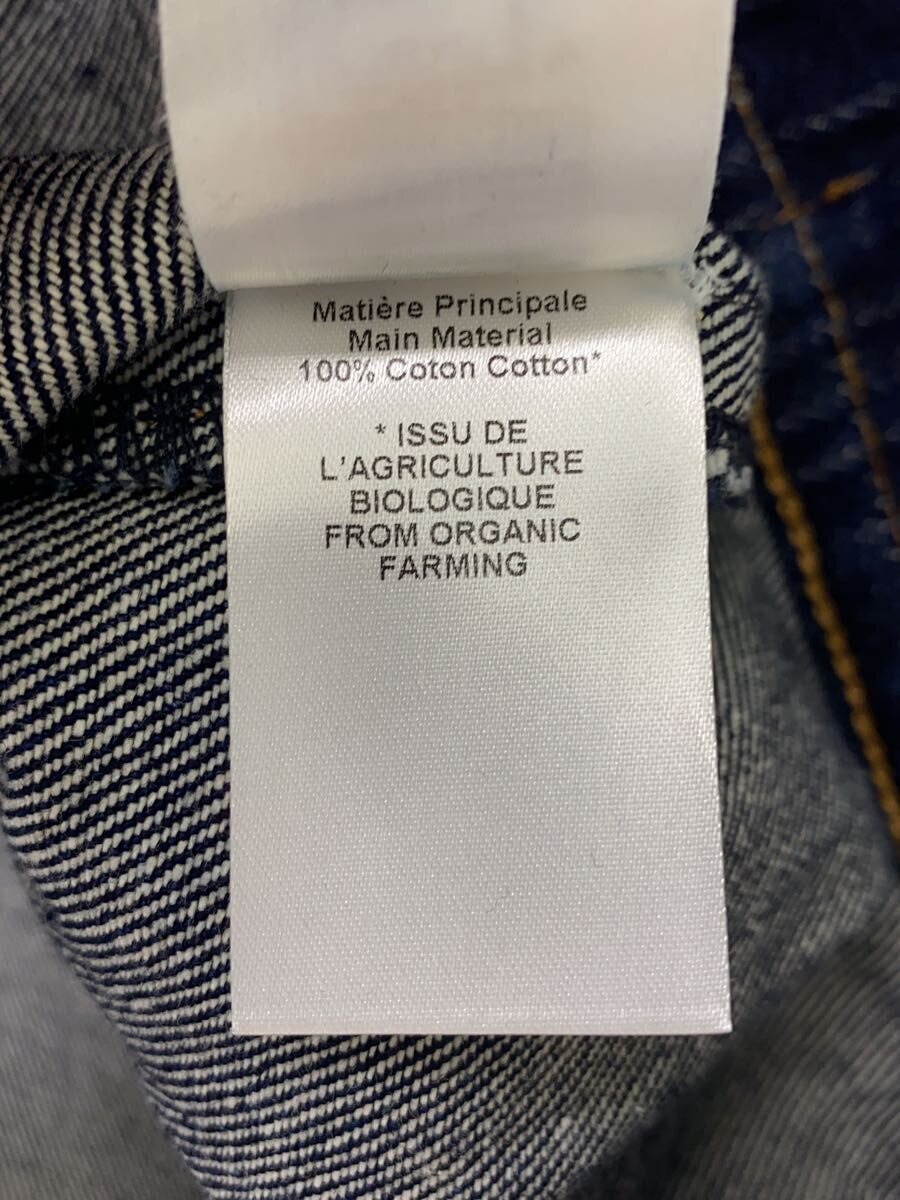 Matière Principale
Main Material
100% Coton Cotton*
* ISSU DE
L'AGRICULTURE
BIOLOGIQUE
FROM ORGANIC
FARMING